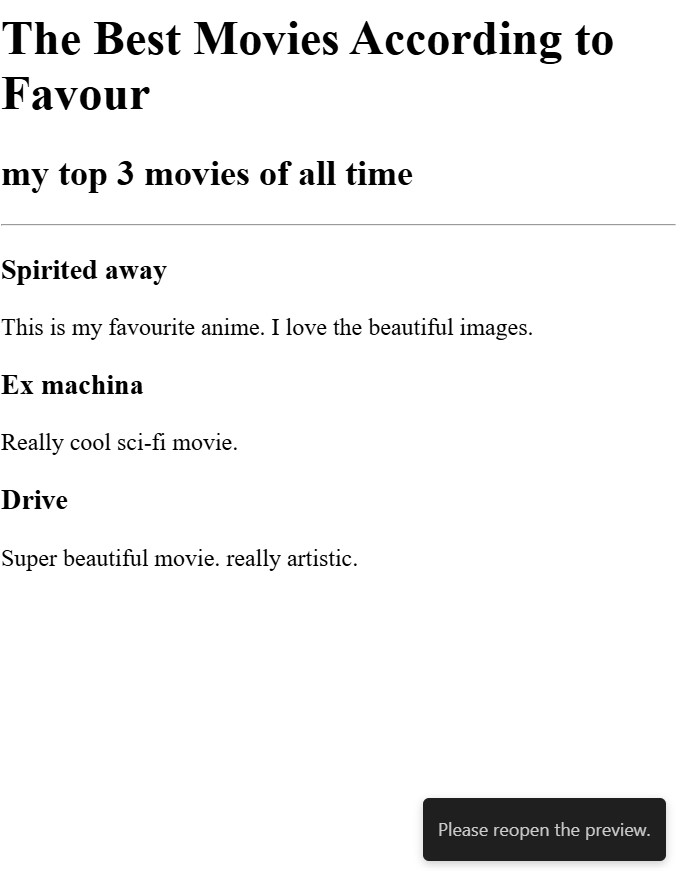 The Best Movies According to
Favour
my top 3 movies of all time
Spirited away
This is my favourite anime. I love the beautiful images.
Ex machina
Really cool sci-fi movie.
Drive
Super beautiful movie. really artistic.
Please reopen the preview.